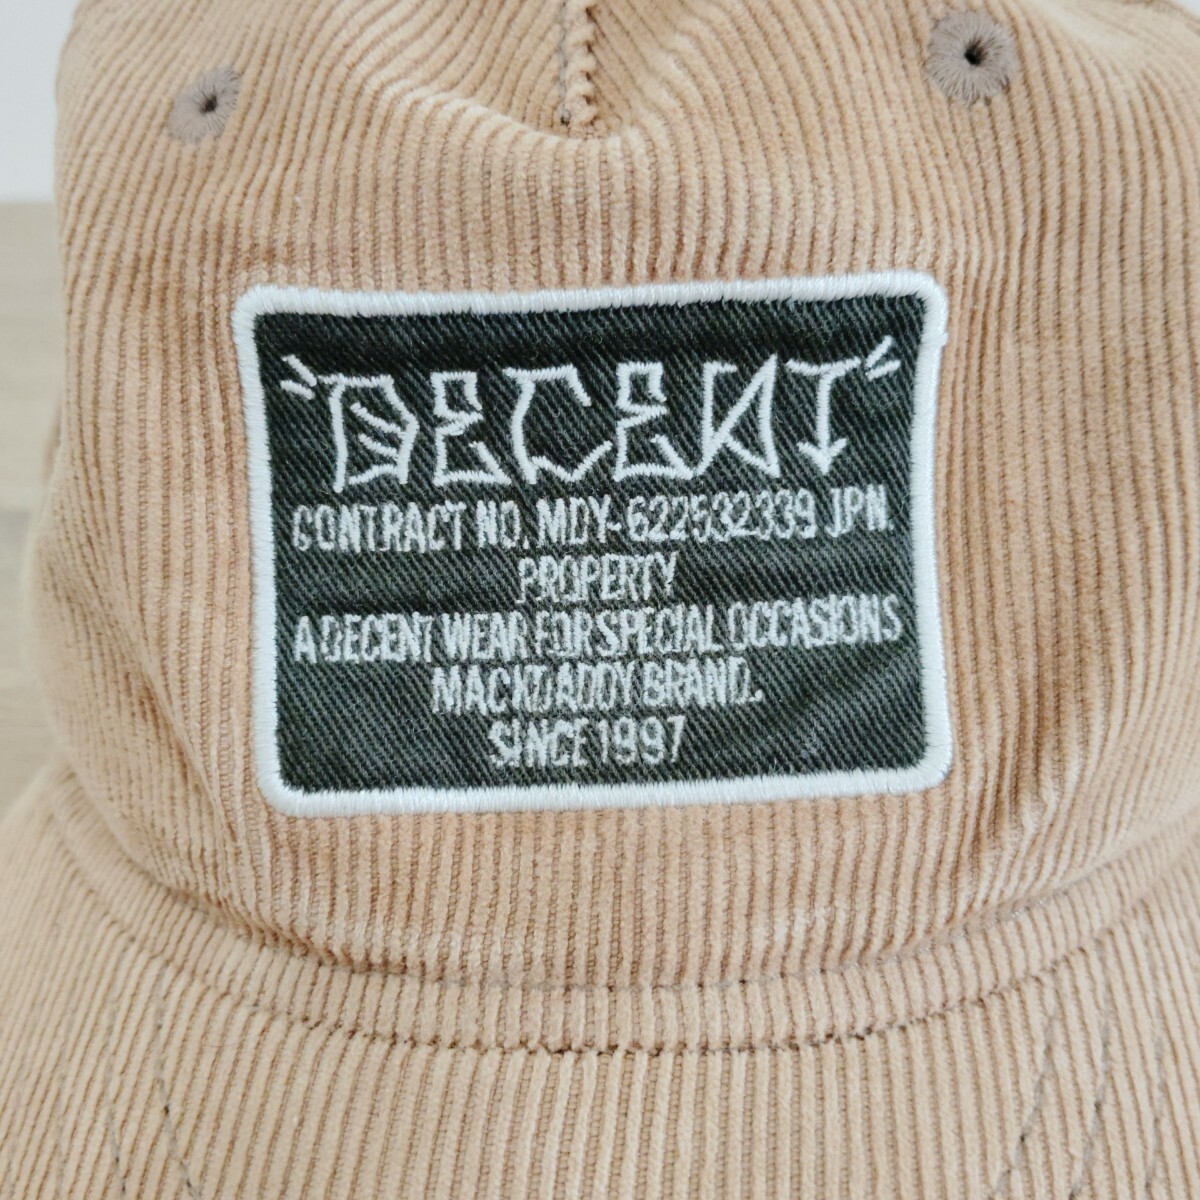 "DECENT"
CONTRACT NO. MDY-622532339 JPN.
PROPERTY
A DECENT WEAR FOR SPECIAL OCCASIONS
MACKDADDY BRAND.
SINCE 1997